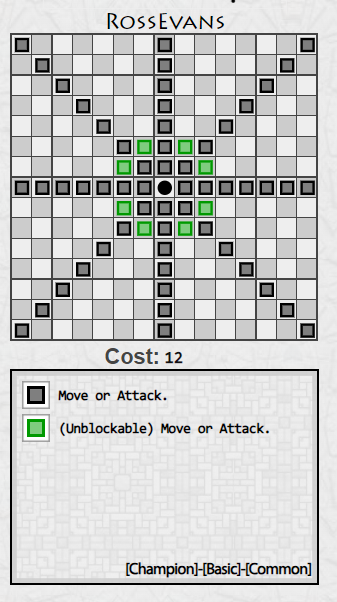 RossEvans
Cost: 12
Move or Attack.
(Unblockable) Move or Attack.
[Champion]-[Basic]-[Common]